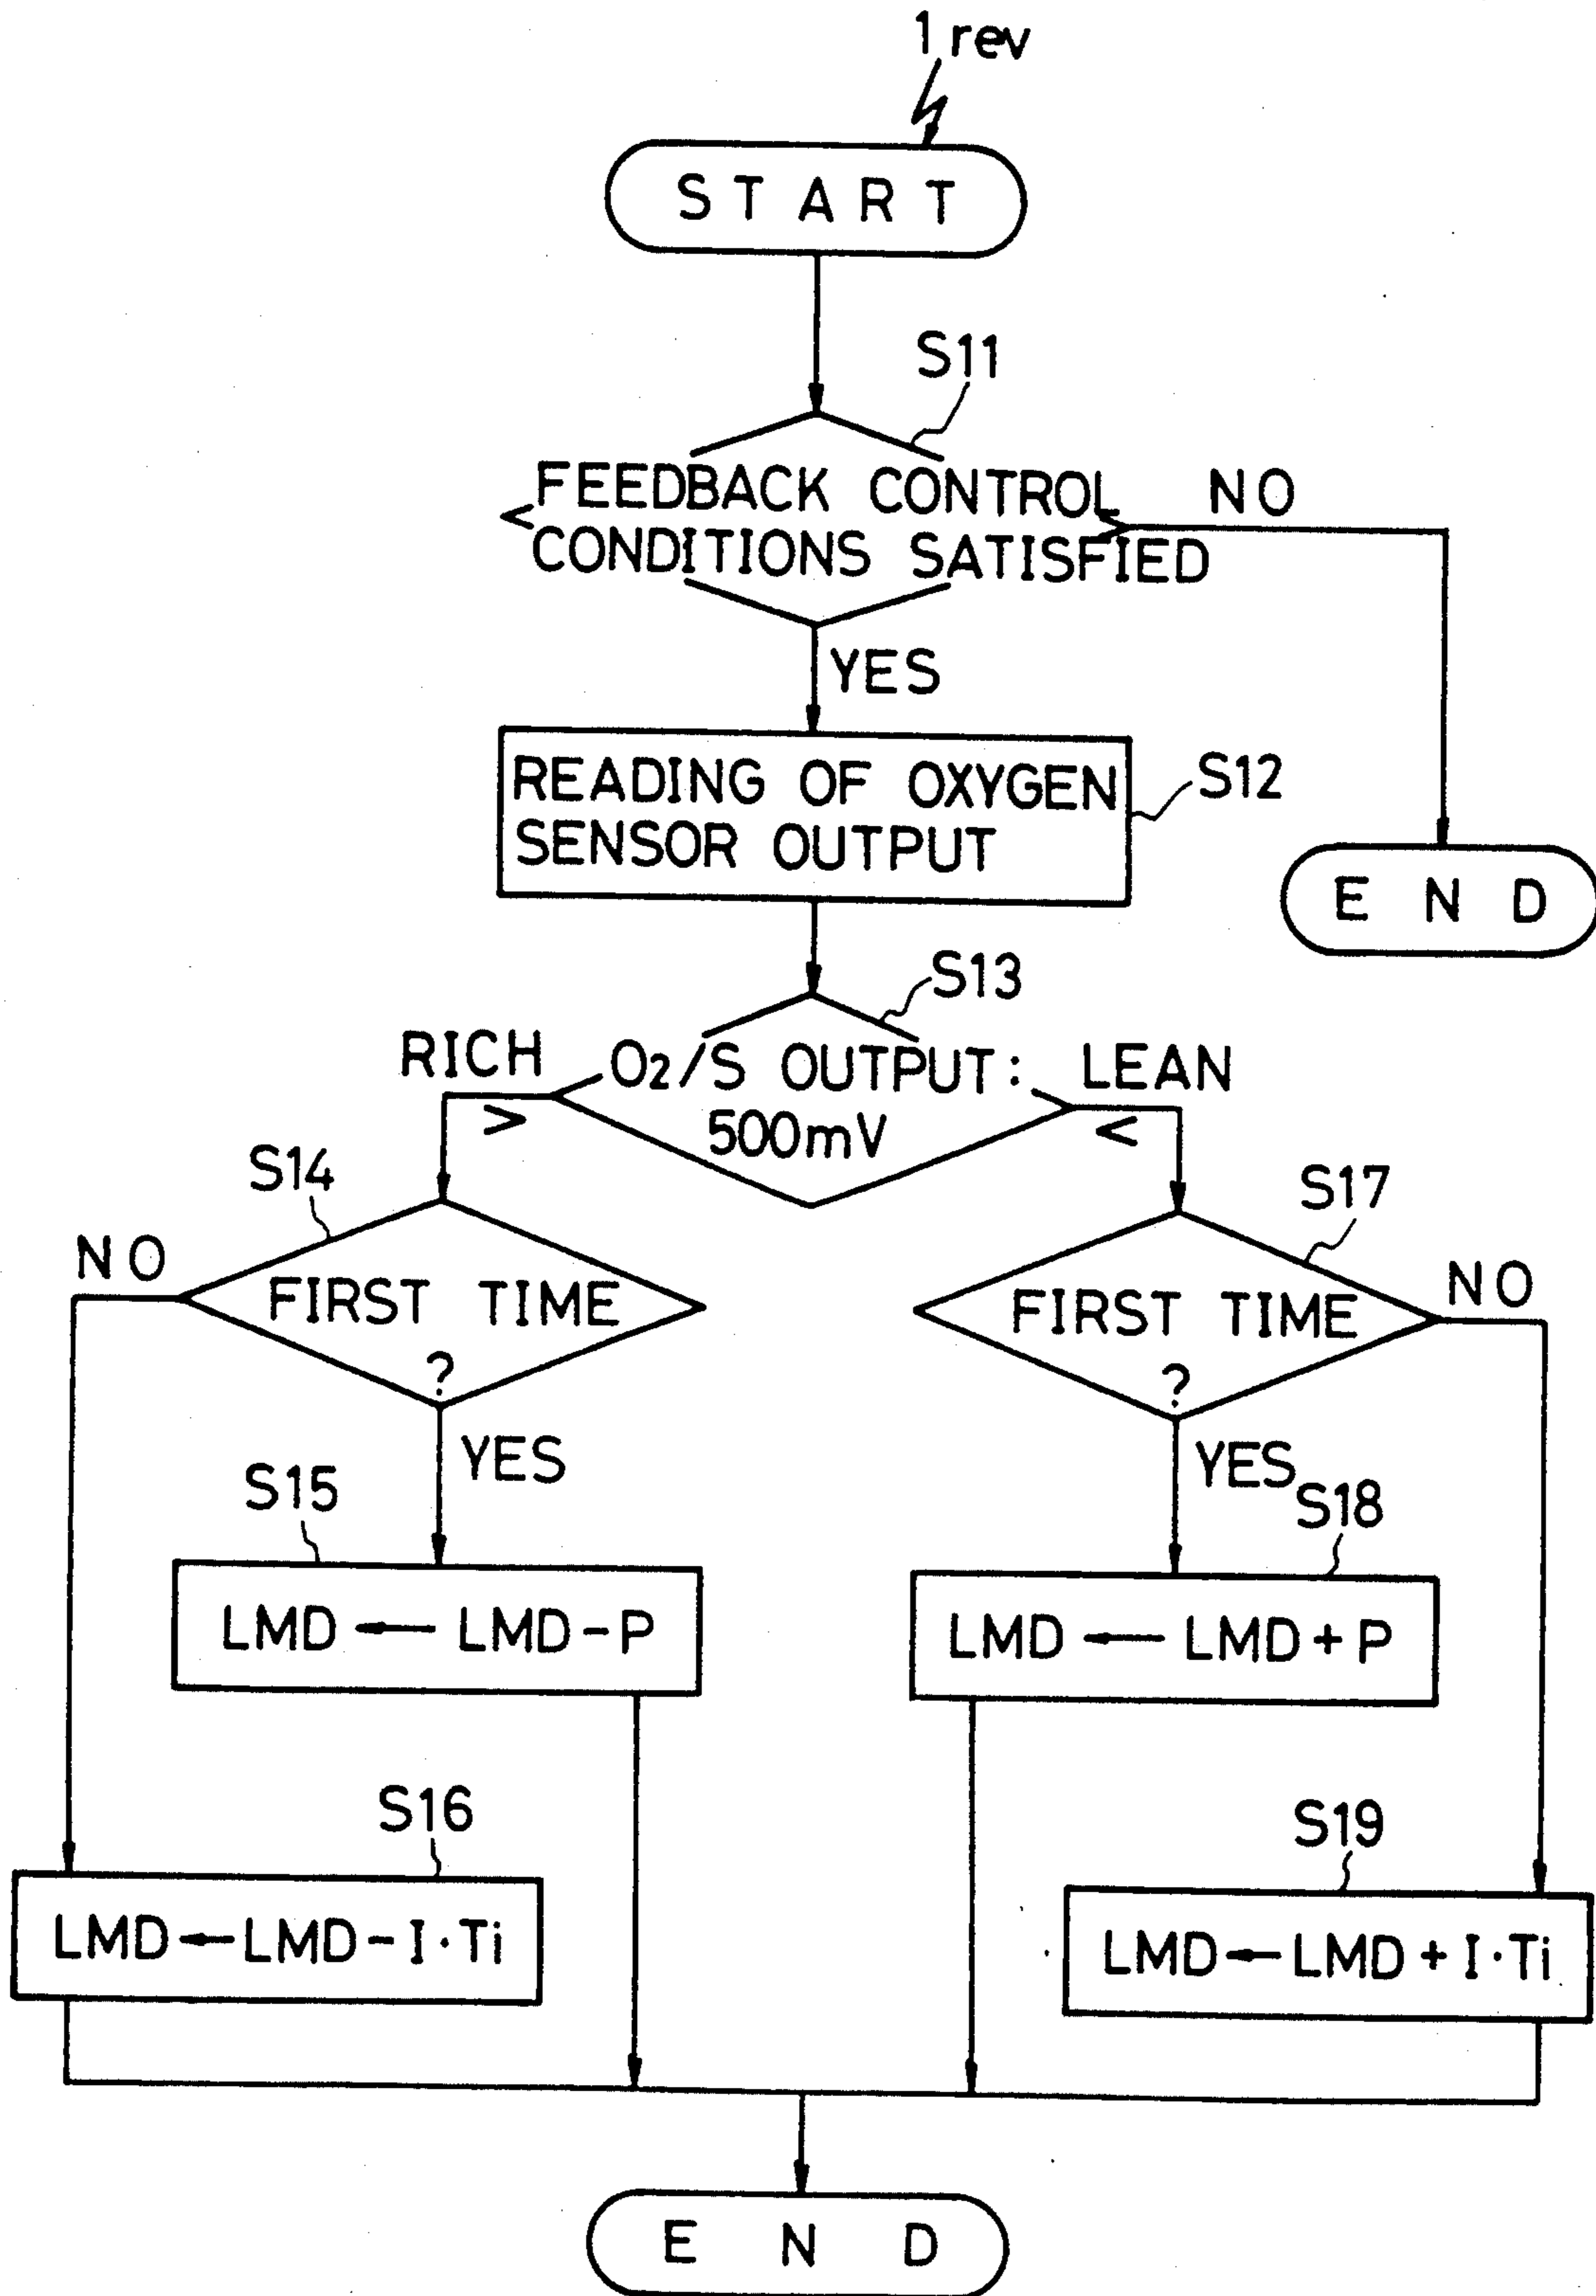 1 rev
START
S11
FEEDBACK CONTROL
CONDITIONS SATISFIED
NO
YES
READING OF OXYGEN
SENSOR OUTPUT
S12
END
S13
RICH
O2/S OUTPUT:
500mV
LEAN
>
<
S14
NO
FIRST TIME
?
YES
S17
FIRST TIME
?
NO
YES
S15
LMD ← LMD-P
S18
LMD ← LMD+P
S16
LMD ← LMD-I·Ti
S19
LMD ← LMD+I·Ti
END